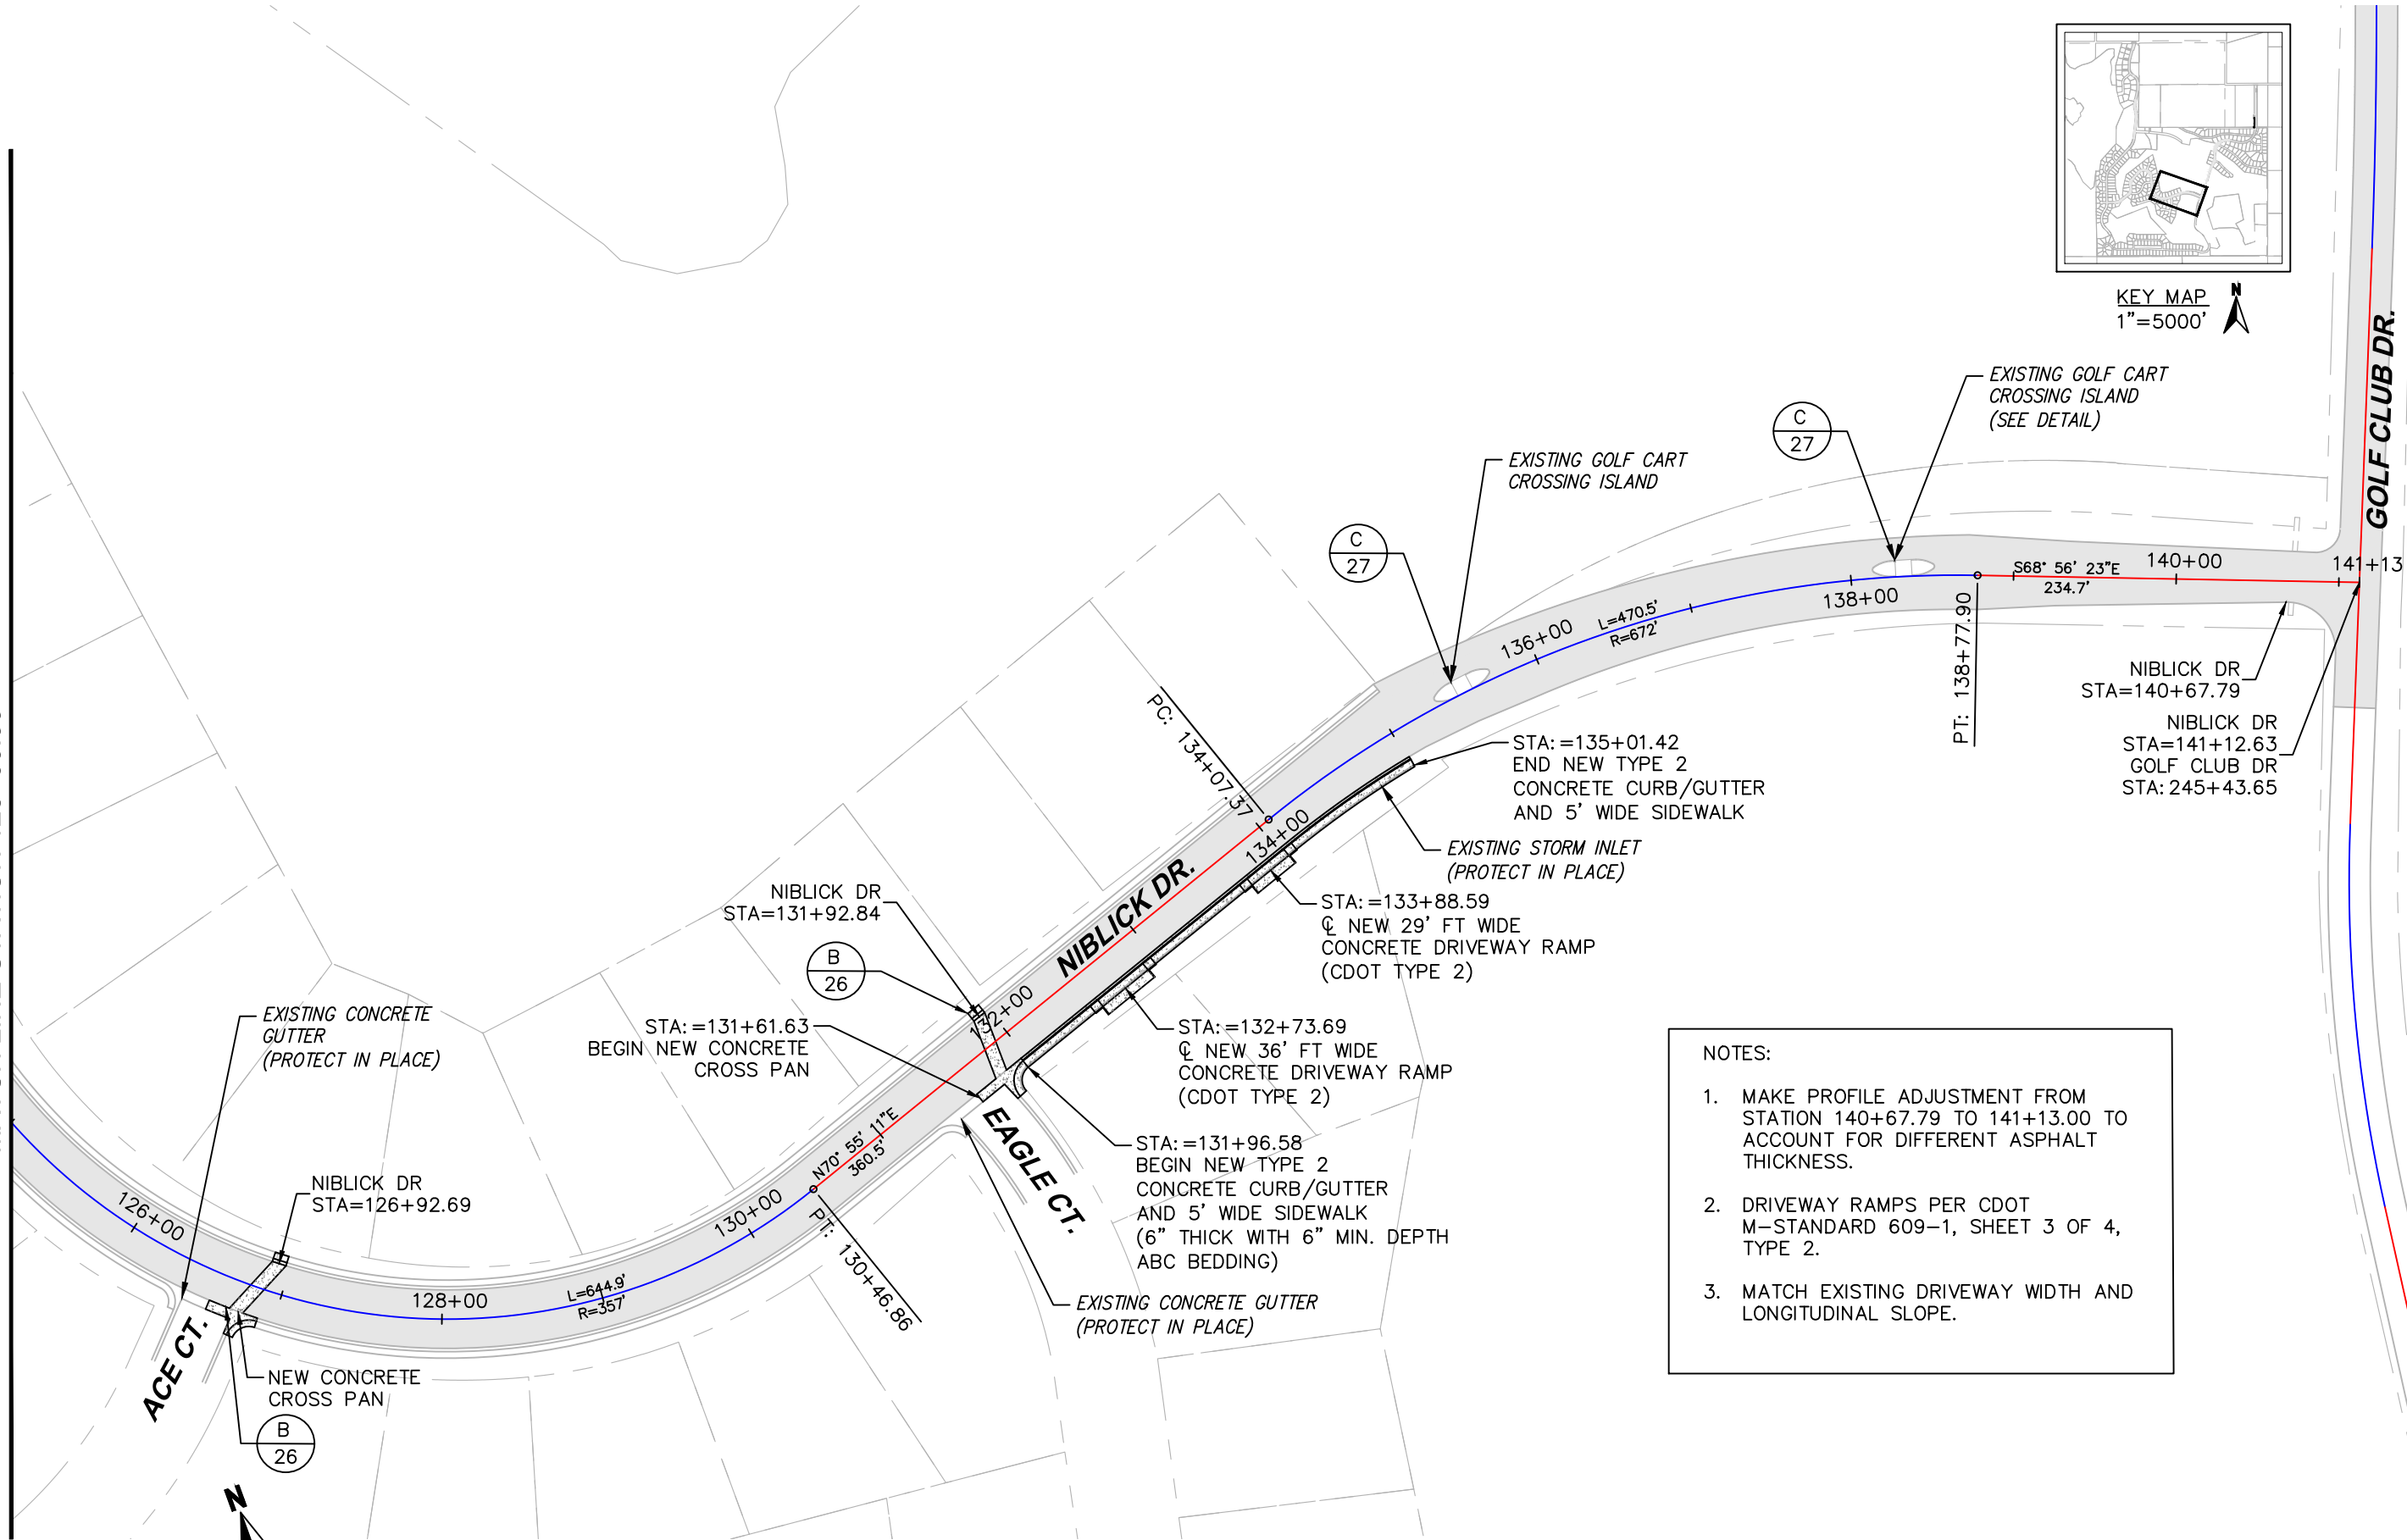 KEY MAP
1"=5000'
N
GOLF CLUB DR.
EXISTING GOLF CART
CROSSING ISLAND
(SEE DETAIL)
C
27
EXISTING GOLF CART
CROSSING ISLAND
C
27
136+00
L=470.5'
R=672'
138+00
S68° 56' 23"E
234.7'
140+00
141+13
PT: 138+77.90
NIBLICK DR
STA=140+67.79
NIBLICK DR
STA=141+12.63
GOLF CLUB DR
STA:245+43.65
PC: 134+07.37
134+00
STA:=135+01.42
END NEW TYPE 2
CONCRETE CURB/GUTTER
AND 5' WIDE SIDEWALK
EXISTING STORM INLET
(PROTECT IN PLACE)
NIBLICK DR.
STA:=133+88.59
℄ NEW 29' FT WIDE
CONCRETE DRIVEWAY RAMP
(CDOT TYPE 2)
NIBLICK DR
STA=131+92.84
B
26
132+00
STA:=131+61.63
BEGIN NEW CONCRETE
CROSS PAN
STA:=132+73.69
℄ NEW 36' FT WIDE
CONCRETE DRIVEWAY RAMP
(CDOT TYPE 2)
EAGLE CT.
STA:=131+96.58
BEGIN NEW TYPE 2
CONCRETE CURB/GUTTER
AND 5' WIDE SIDEWALK
(6" THICK WITH 6" MIN. DEPTH
ABC BEDDING)
EXISTING CONCRETE GUTTER
(PROTECT IN PLACE)
N70° 55' 11"E
360.5'
130+00
PT: 130+46.86
EXISTING CONCRETE
GUTTER
(PROTECT IN PLACE)
NIBLICK DR
STA=126+92.69
126+00
128+00
L=644.9'
R=357'
ACE CT.
NEW CONCRETE
CROSS PAN
B
26
N
NOTES:
1. MAKE PROFILE ADJUSTMENT FROM
STATION 140+67.79 TO 141+13.00 TO
ACCOUNT FOR DIFFERENT ASPHALT
THICKNESS.
2. DRIVEWAY RAMPS PER CDOT
M-STANDARD 609-1, SHEET 3 OF 4,
TYPE 2.
3. MATCH EXISTING DRIVEWAY WIDTH AND
LONGITUDINAL SLOPE.